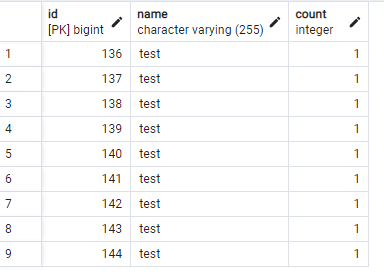 id name count
[PK] bigint character varying (255) integer
1 136 test 1
2 137 test 1
3 138 test 1
4 139 test 1
5 140 test 1
6 141 test 1
7 142 test 1
8 143 test 1
9 144 test 1